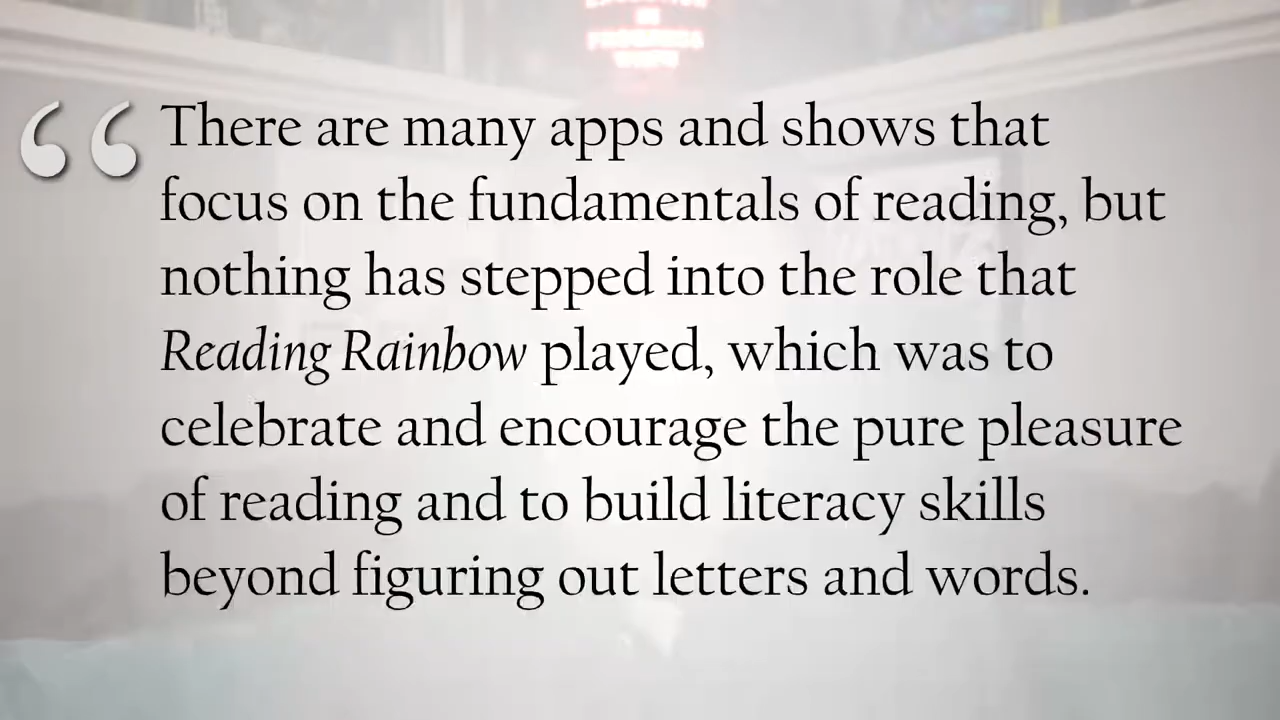 “There are many apps and shows that
focus on the fundamentals of reading, but
nothing has stepped into the role that
Reading Rainbow played, which was to
celebrate and encourage the pure pleasure
of reading and to build literacy skills
beyond figuring out letters and words.